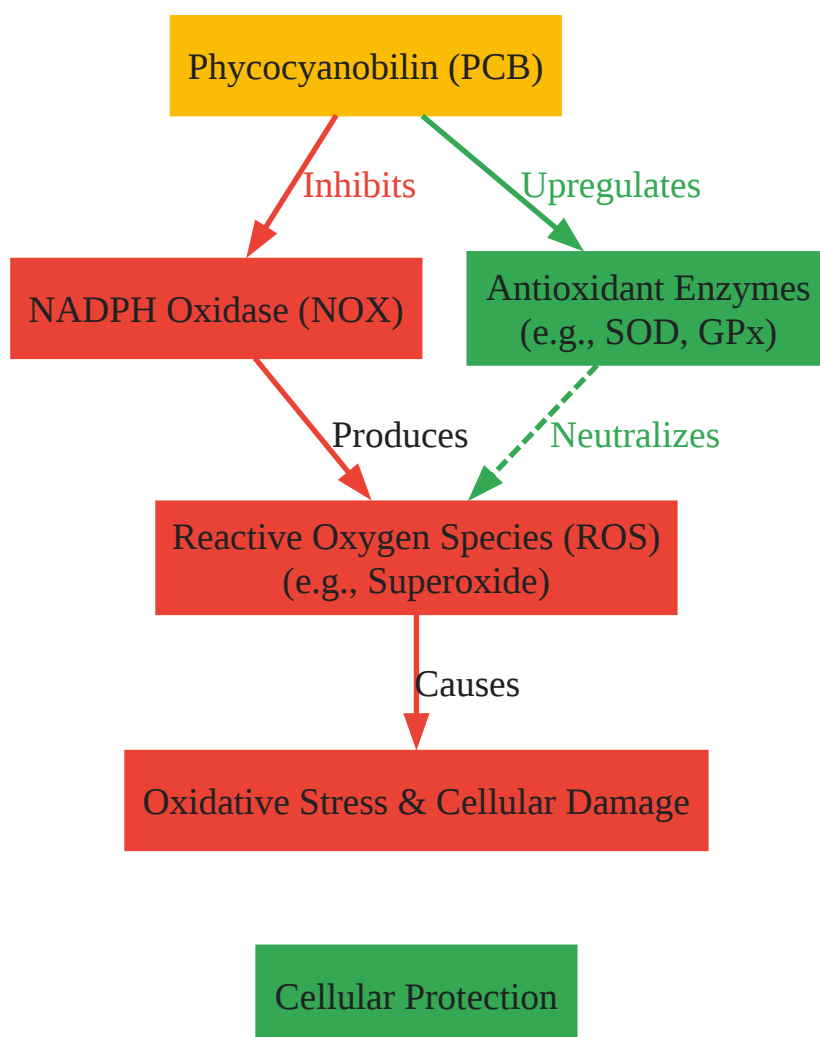 Phycocyanobilin (PCB)
Inhibits
Upregulates
NADPH Oxidase (NOX)
Antioxidant Enzymes
(e.g., SOD, GPx)
Produces
Neutralizes
Reactive Oxygen Species (ROS)
(e.g., Superoxide)
Causes
Oxidative Stress & Cellular Damage
Cellular Protection